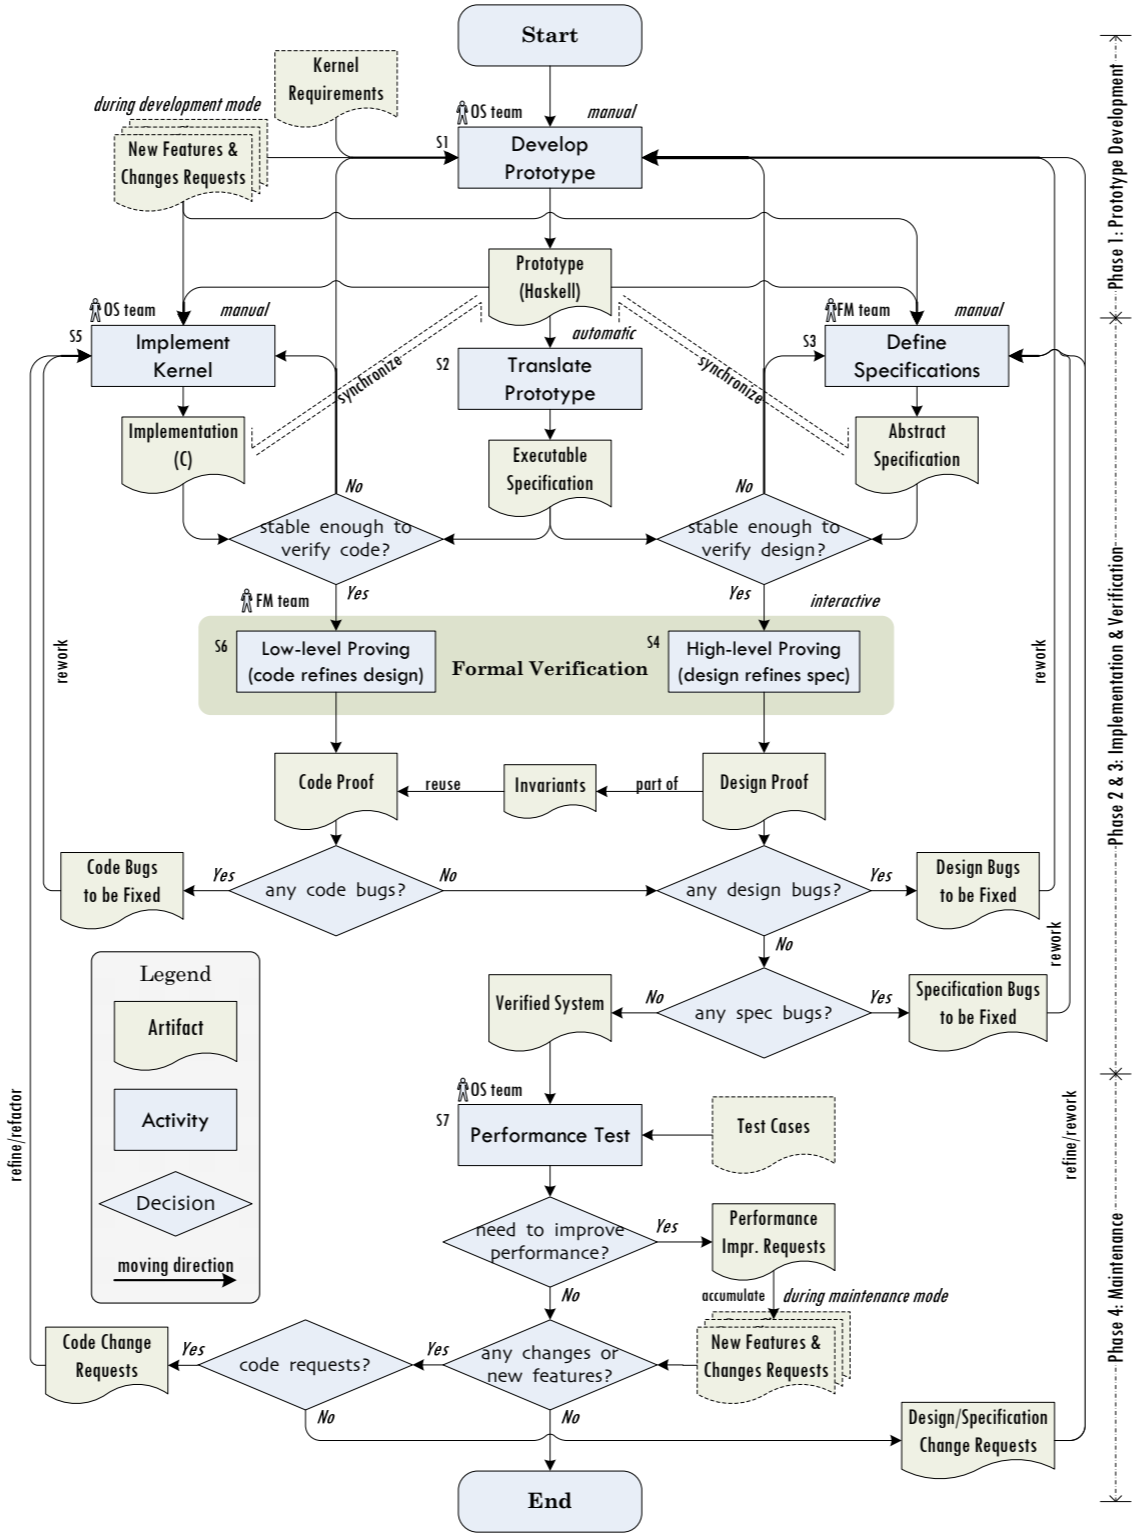 Start
Kernel
Requirements
during development mode
OS team
manual
New Features &
Changes Requests
S1
Develop
Prototype
Phase 1: Prototype Development
Prototype
(Haskell)
OS team
manual
automatic
FM team
manual
S5
Implement
Kernel
S2
Translate
Prototype
S3
Define
Specifications
synchronize
synchronize
Implementation
(C)
Executable
Specification
Abstract
Specification
No
No
stable enough to
verify code?
stable enough to
verify design?
Yes
Yes
FM team
interactive
S6
Low-level Proving
(code refines design)
Formal Verification
S4
High-level Proving
(design refines spec)
rework
rework
Phase 2 & 3: Implementation & Verification
Code Proof
reuse
Invariants
part of
Design Proof
Code Bugs
to be Fixed
Yes
any code bugs?
No
any design bugs?
Yes
Design Bugs
to be Fixed
No
rework
Legend
Artifact
Activity
Decision
moving direction
Verified System
No
any spec bugs?
Yes
Specification Bugs
to be Fixed
OS team
S7
Performance Test
Test Cases
refine/refactor
refine/rework
need to improve
performance?
Yes
Performance
Impr. Requests
No
accumulate
during maintenance mode
Phase 4: Maintenance
Code Change
Requests
Yes
code requests?
Yes
any changes or
new features?
New Features &
Changes Requests
No
No
Design/Specification
Change Requests
End